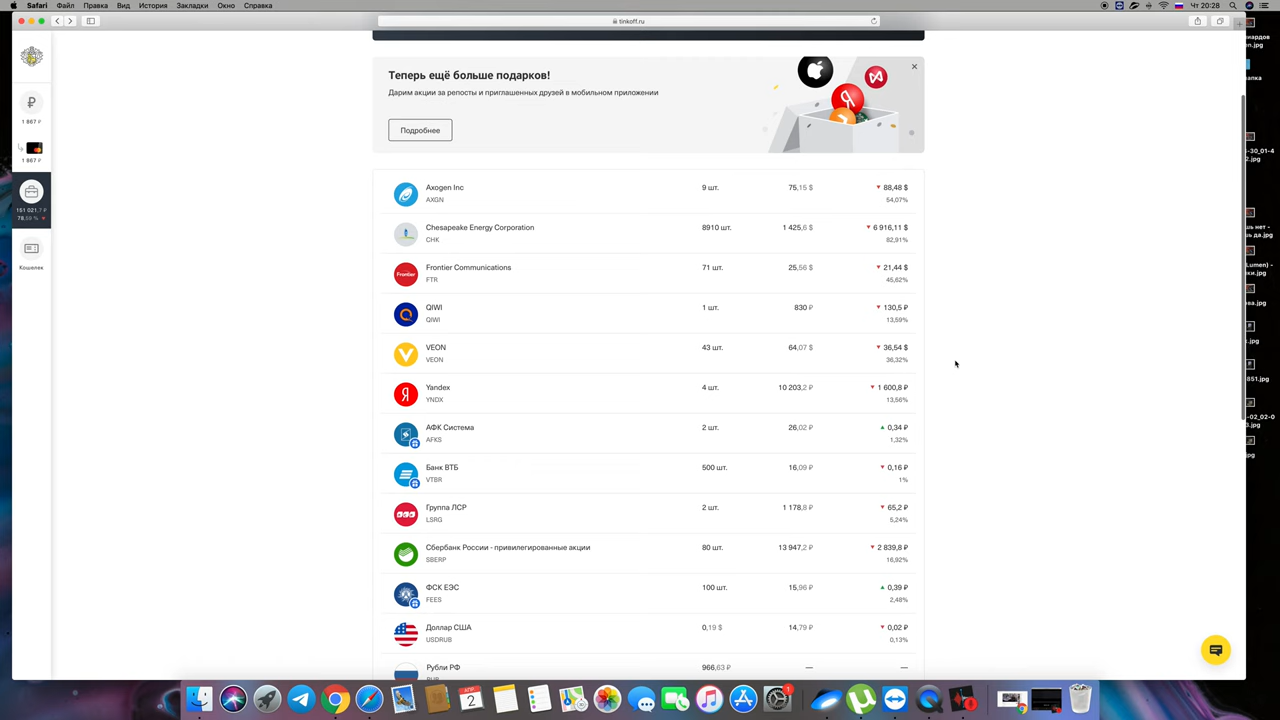 Safari Файл Правка Вид История Закладки Окно Справка
Чт 20:28
tinkoff.ru
₽
1 867 ₽
1 867 ₽
151 021,7 ₽
Кошелек
Теперь ещё больше подарков!
Дарим акции за репосты и приглашенных друзей в мобильном приложении
Подробнее
Axogen Inc 9 шт. 75,15 $ 88,48 $
AXGN 54,07%
Chesapeake Energy Corporation 8910 шт. 1 425,6 $ 6 916,11 $
CHK 82,91%
Frontier Communications 71 шт. 25,56 $ 21,44 $
FTR 45,62%
QIWI 1 шт. 830 ₽ 130,5 ₽
QIWI 13,59%
VEON 43 шт. 64,07 $ 36,54 $
VEON 36,32%
Yandex 4 шт. 10 203,2 ₽ 1 600,8 ₽
YNDX 13,56%
АФК Система 2 шт. 26,02 ₽ 0,34 ₽
AFKS 1,32%
Банк ВТБ 500 шт. 16,09 ₽ 0,16 ₽
VTBR 1%
Группа ЛСР 2 шт. 1 178,8 ₽ 65,2 ₽
LSRG 5,24%
Сбербанк России - привилегированные акции 80 шт. 13 947,2 ₽ 2 839,8 ₽
SBERP 16,92%
ФСК ЕЭС 100 шт. 15,96 ₽ 0,39 ₽
FEES 2,48%
Доллар США 0,19 $ 14,79 ₽ 0,02 ₽
USDRUB 0,13%
Рубли РФ 966,63 ₽ — —